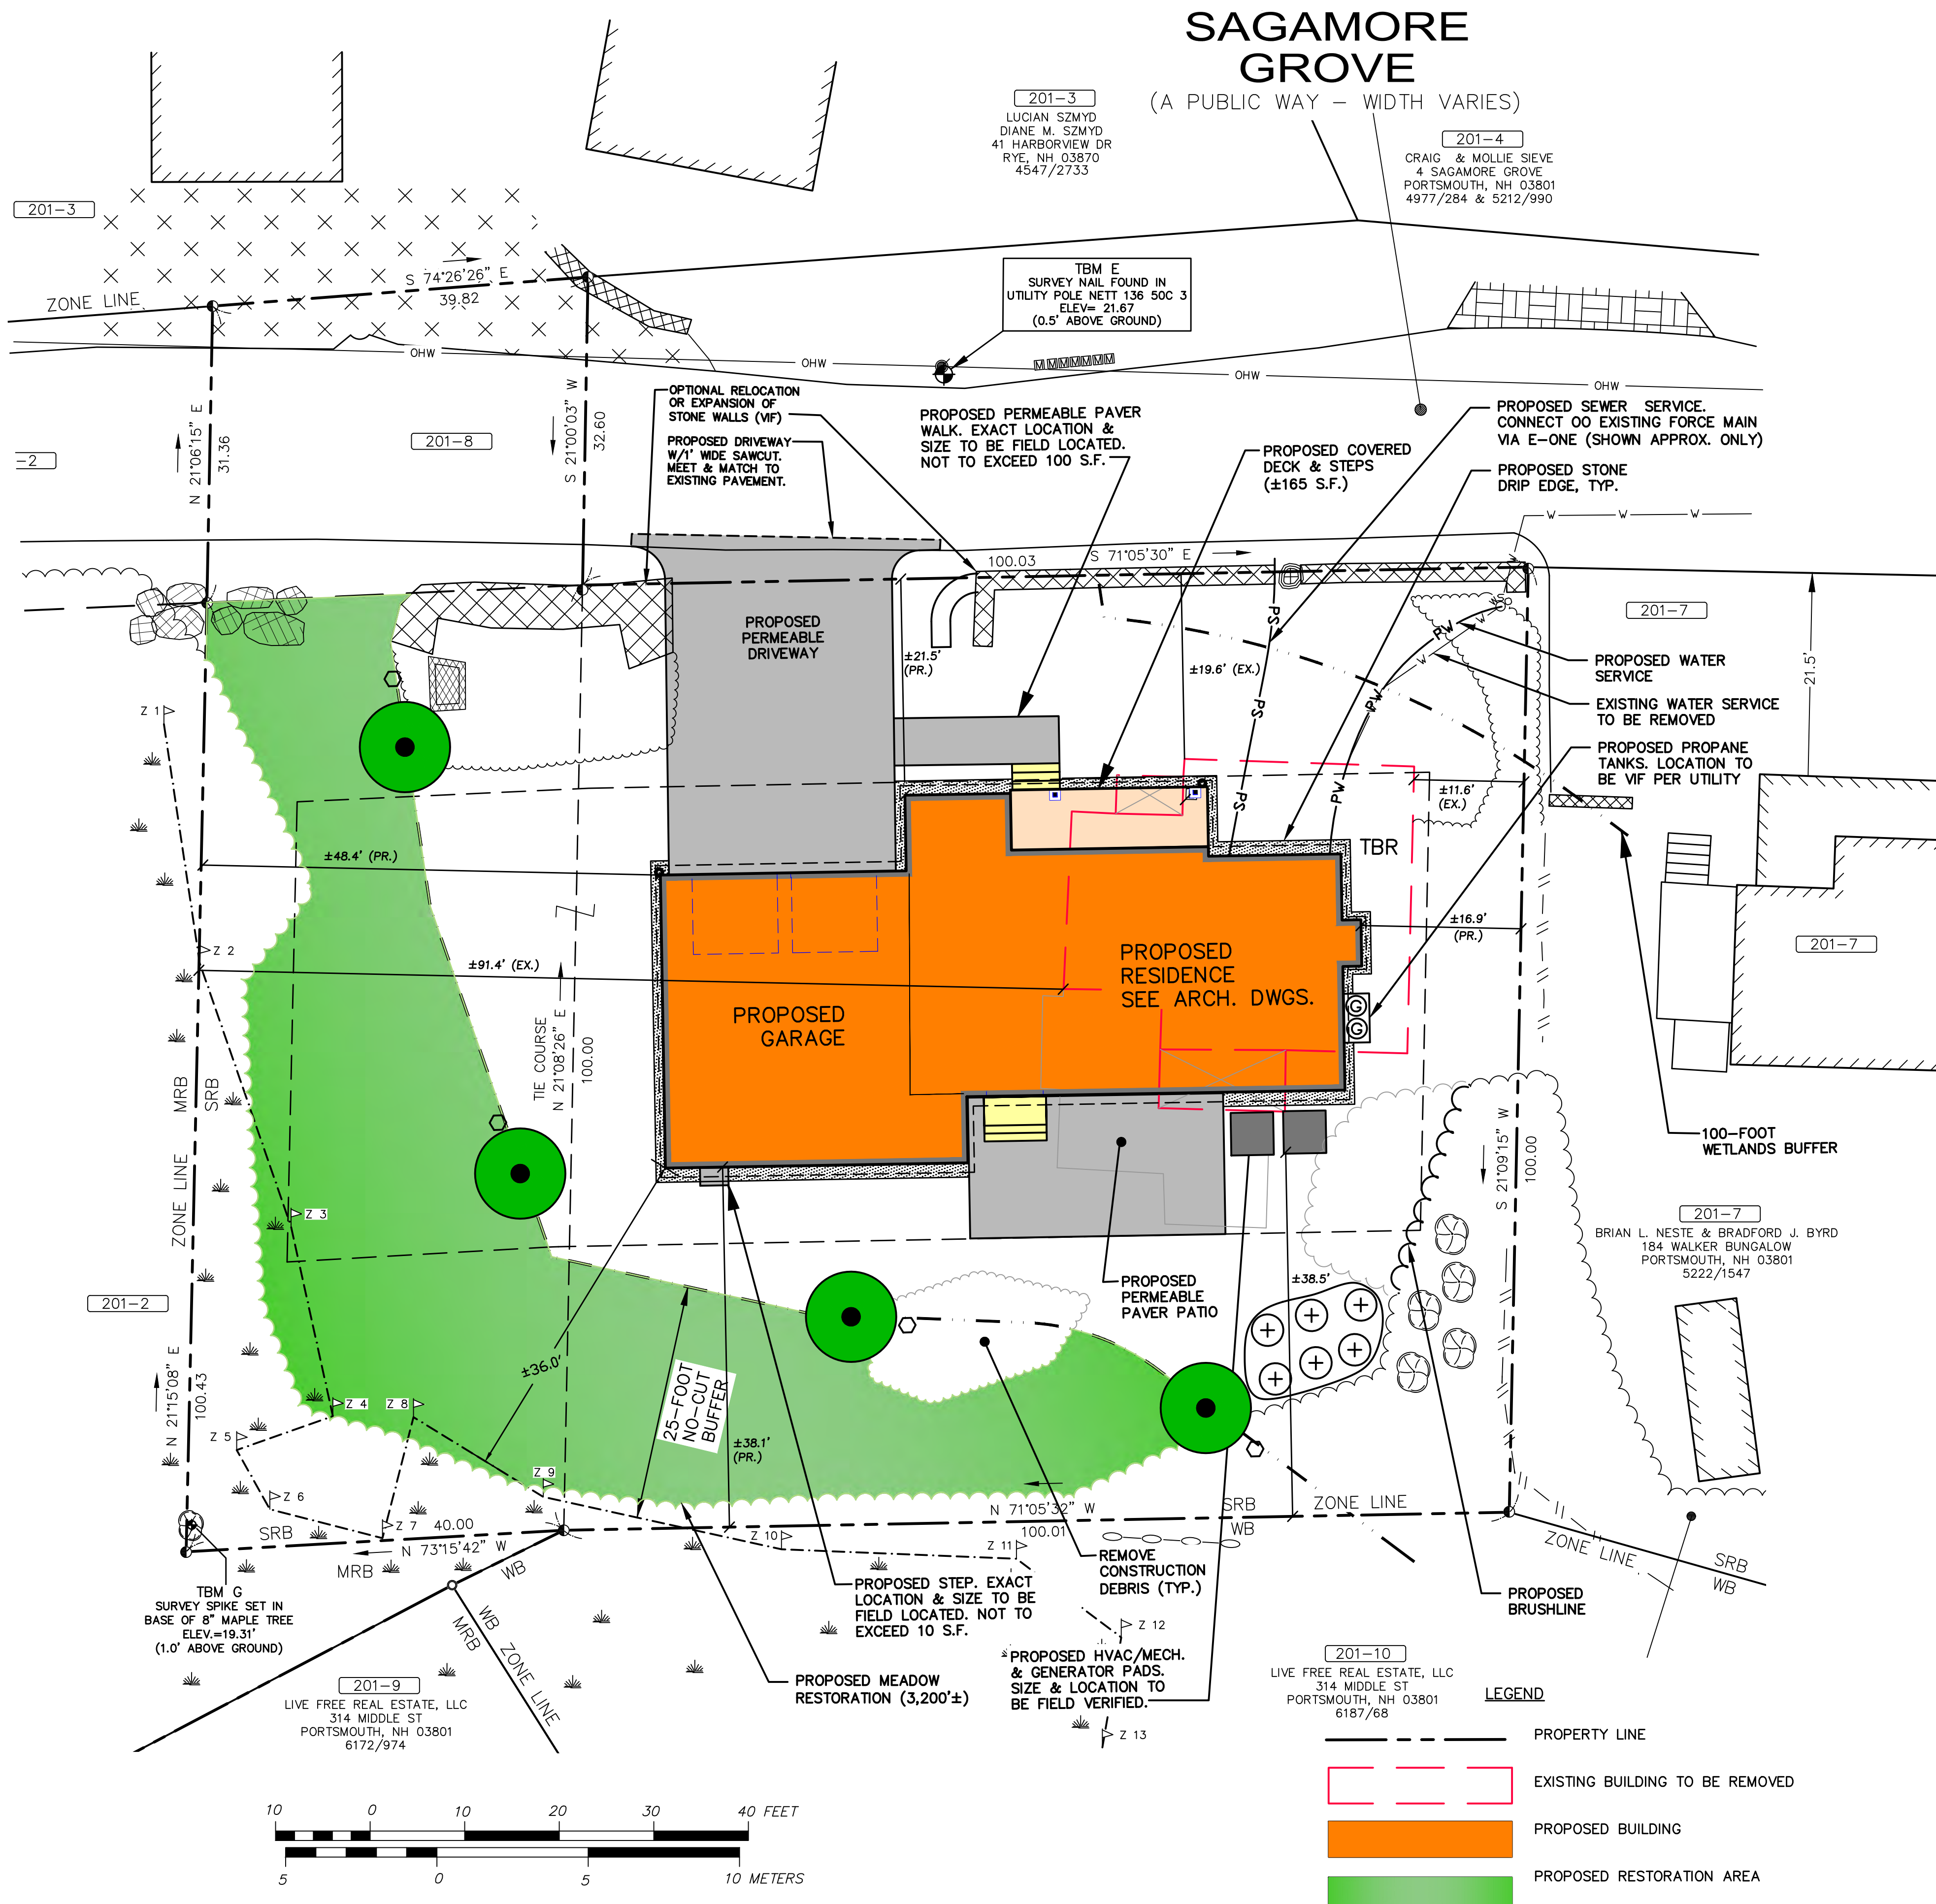 SAGAMORE
GROVE
(A PUBLIC WAY – WIDTH VARIES)
201-3
LUCIAN SZMYD
DIANE M. SZMYD
41 HARBORVIEW DR
RYE, NH 03870
4547/2733
201-4
CRAIG & MOLLIE SIEVE
4 SAGAMORE GROVE
PORTSMOUTH, NH 03801
4977/284 & 5212/990
201-3
TBM E
SURVEY NAIL FOUND IN
UTILITY POLE NETT 136 50C 3
ELEV= 21.67
(0.5' ABOVE GROUND)
S 74°26'26" E
39.82
ZONE LINE
OHW
OHW
OHW
OHW
N 21°06'15" E
31.36
201-8
-2
S 21°00'03" W
32.60
OPTIONAL RELOCATION
OR EXPANSION OF
STONE WALLS (VIF)
PROPOSED DRIVEWAY
W/1' WIDE SAWCUT.
MEET & MATCH TO
EXISTING PAVEMENT.
PROPOSED PERMEABLE PAVER
WALK. EXACT LOCATION &
SIZE TO BE FIELD LOCATED.
NOT TO EXCEED 100 S.F.
PROPOSED COVERED
DECK & STEPS
(±165 S.F.)
PROPOSED SEWER SERVICE.
CONNECT OO EXISTING FORCE MAIN
VIA E-ONE (SHOWN APPROX. ONLY)
PROPOSED STONE
DRIP EDGE, TYP.
W
W
W
100.03
S 71°05'30" E
PROPOSED
PERMEABLE
DRIVEWAY
±21.5'
(PR.)
±19.6' (EX.)
PS
PS
PS
PW
PW
PW
W
W
W
WSO
201-7
21.5'
PROPOSED WATER
SERVICE
EXISTING WATER SERVICE
TO BE REMOVED
PROPOSED PROPANE
TANKS. LOCATION TO
BE VIF PER UTILITY
Z 1
±11.6'
(EX.)
TBR
±48.4' (PR.)
±16.9'
(PR.)
Z 2
±91.4' (EX.)
201-7
PROPOSED
RESIDENCE
SEE ARCH. DWGS.
PROPOSED
GARAGE
G
G
TIE COURSE
N 21°08'26" E
100.00
ZONE LINE
MRB
SRB
Z 3
S 21°09'15" W
100.00
100-FOOT
WETLANDS BUFFER
201-7
BRIAN L. NESTE & BRADFORD J. BYRD
184 WALKER BUNGALOW
PORTSMOUTH, NH 03801
5222/1547
PROPOSED
PERMEABLE
PAVER PATIO
±38.5'
201-2
N 21°15'08" E
100.43
±36.0'
25-FOOT
NO-CUT
BUFFER
±38.1'
(PR.)
Z 4
Z 8
Z 5
Z 9
Z 6
Z 7
40.00
SRB
N 73°15'42" W
MRB
WB
Z 10
Z 11
N 71°05'32" W
100.01
SRB
WB
ZONE LINE
ZONE LINE
SRB
WB
TBM G
SURVEY SPIKE SET IN
BASE OF 8" MAPLE TREE
ELEV.=19.31'
(1.0' ABOVE GROUND)
WB
MRB
ZONE LINE
PROPOSED STEP. EXACT
LOCATION & SIZE TO BE
FIELD LOCATED. NOT TO
EXCEED 10 S.F.
REMOVE
CONSTRUCTION
DEBRIS (TYP.)
PROPOSED
BRUSHLINE
Z 12
PROPOSED HVAC/MECH.
& GENERATOR PADS.
SIZE & LOCATION TO
BE FIELD VERIFIED.
PROPOSED MEADOW
RESTORATION (3,200'±)
Z 13
201-9
LIVE FREE REAL ESTATE, LLC
314 MIDDLE ST
PORTSMOUTH, NH 03801
6172/974
201-10
LIVE FREE REAL ESTATE, LLC
314 MIDDLE ST
PORTSMOUTH, NH 03801
6187/68
LEGEND
PROPERTY LINE
EXISTING BUILDING TO BE REMOVED
PROPOSED BUILDING
PROPOSED RESTORATION AREA
10 0 10 20 30 40 FEET
5 0 5 10 METERS